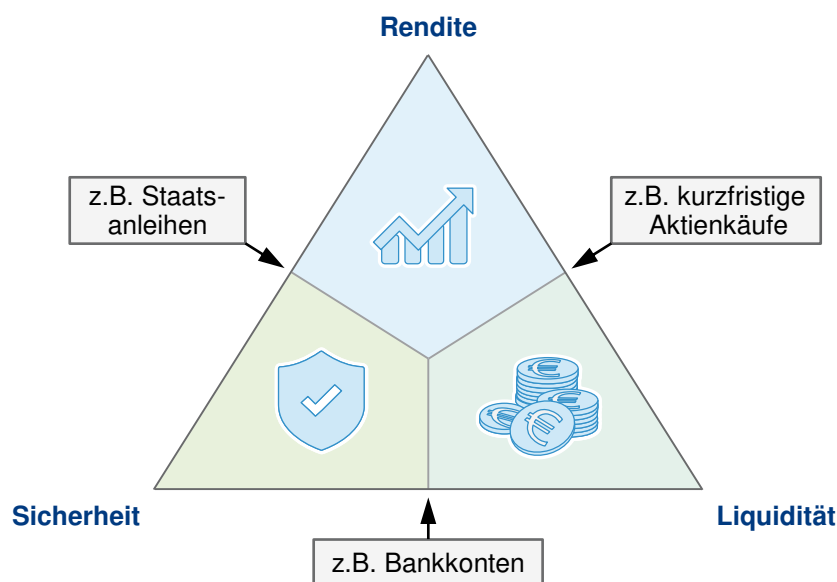 Rendite
z.B. Staats-
anleihen
z.B. kurzfristige
Aktienkäufe
Sicherheit
Liquidität
z.B. Bankkonten